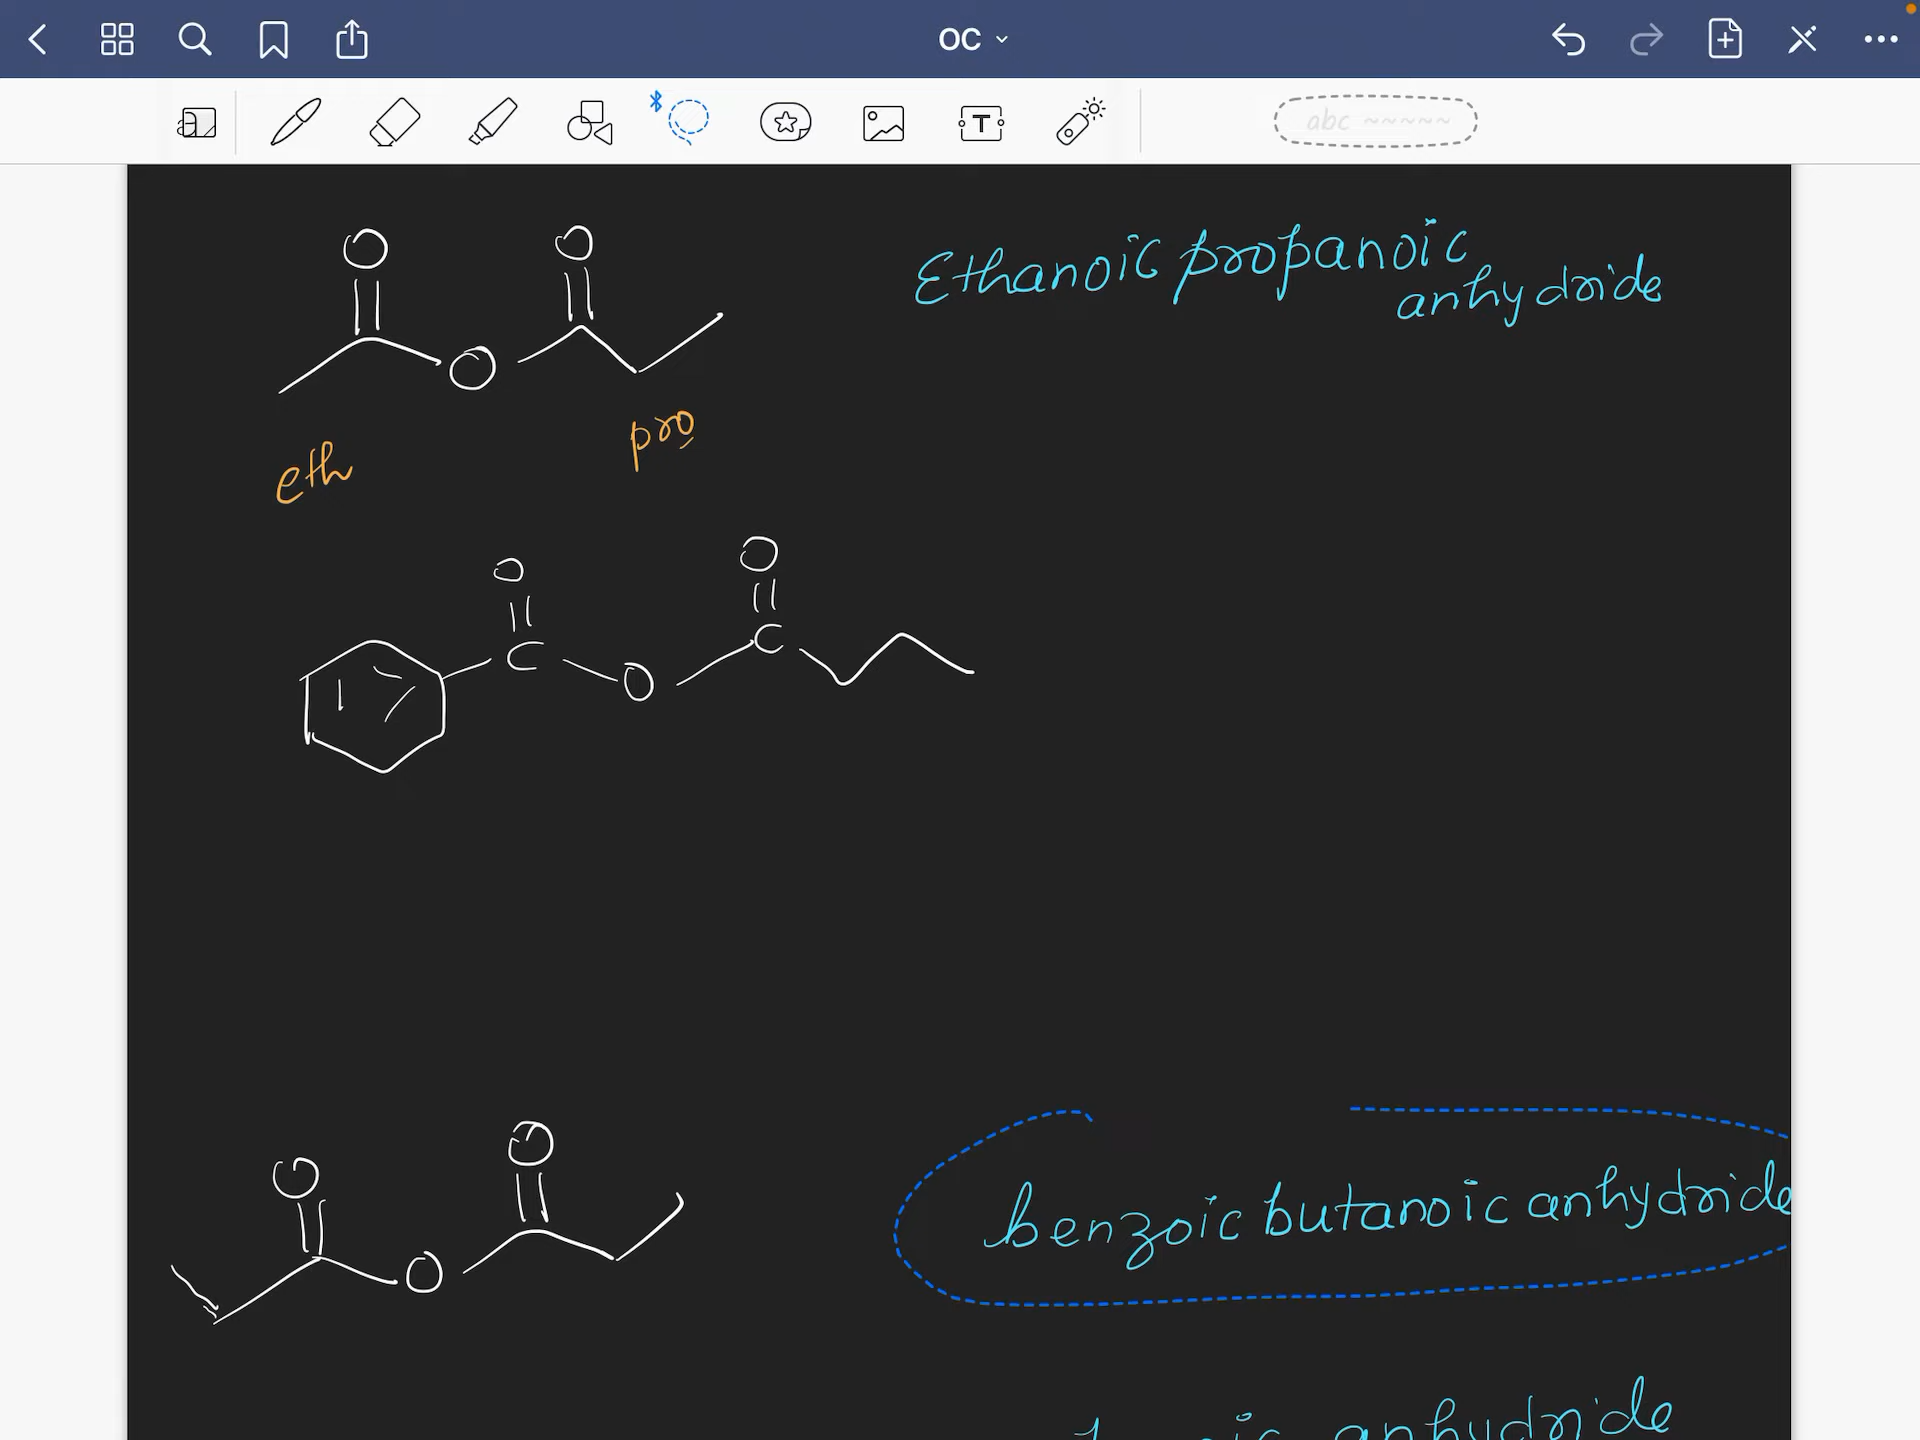 OC
abc
T
a
O O
Ethanoic propanoic
anhydride
O
eth
pro
O
O
C
C
O
O
O
O
benzoic butanoic anhydride
anhydride